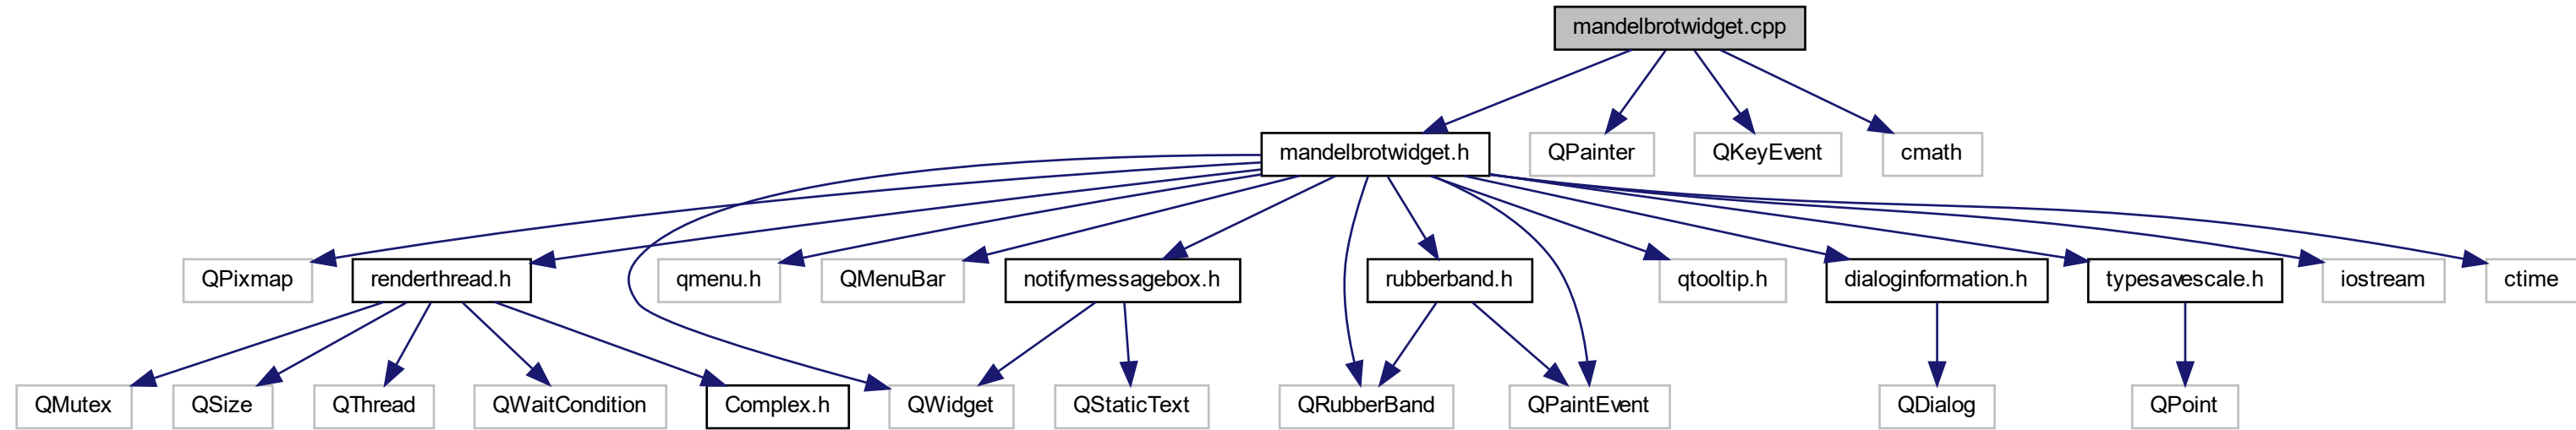 mandelbrotwidget.cpp
mandelbrotwidget.h
QPainter
QKeyEvent
cmath
QPixmap
renderthread.h
qmenu.h
QMenuBar
notifymessagebox.h
rubberband.h
qtooltip.h
dialoginformation.h
typesavescale.h
iostream
ctime
QMutex
QSize
QThread
QWaitCondition
Complex.h
QWidget
QStaticText
QRubberBand
QPaintEvent
QDialog
QPoint